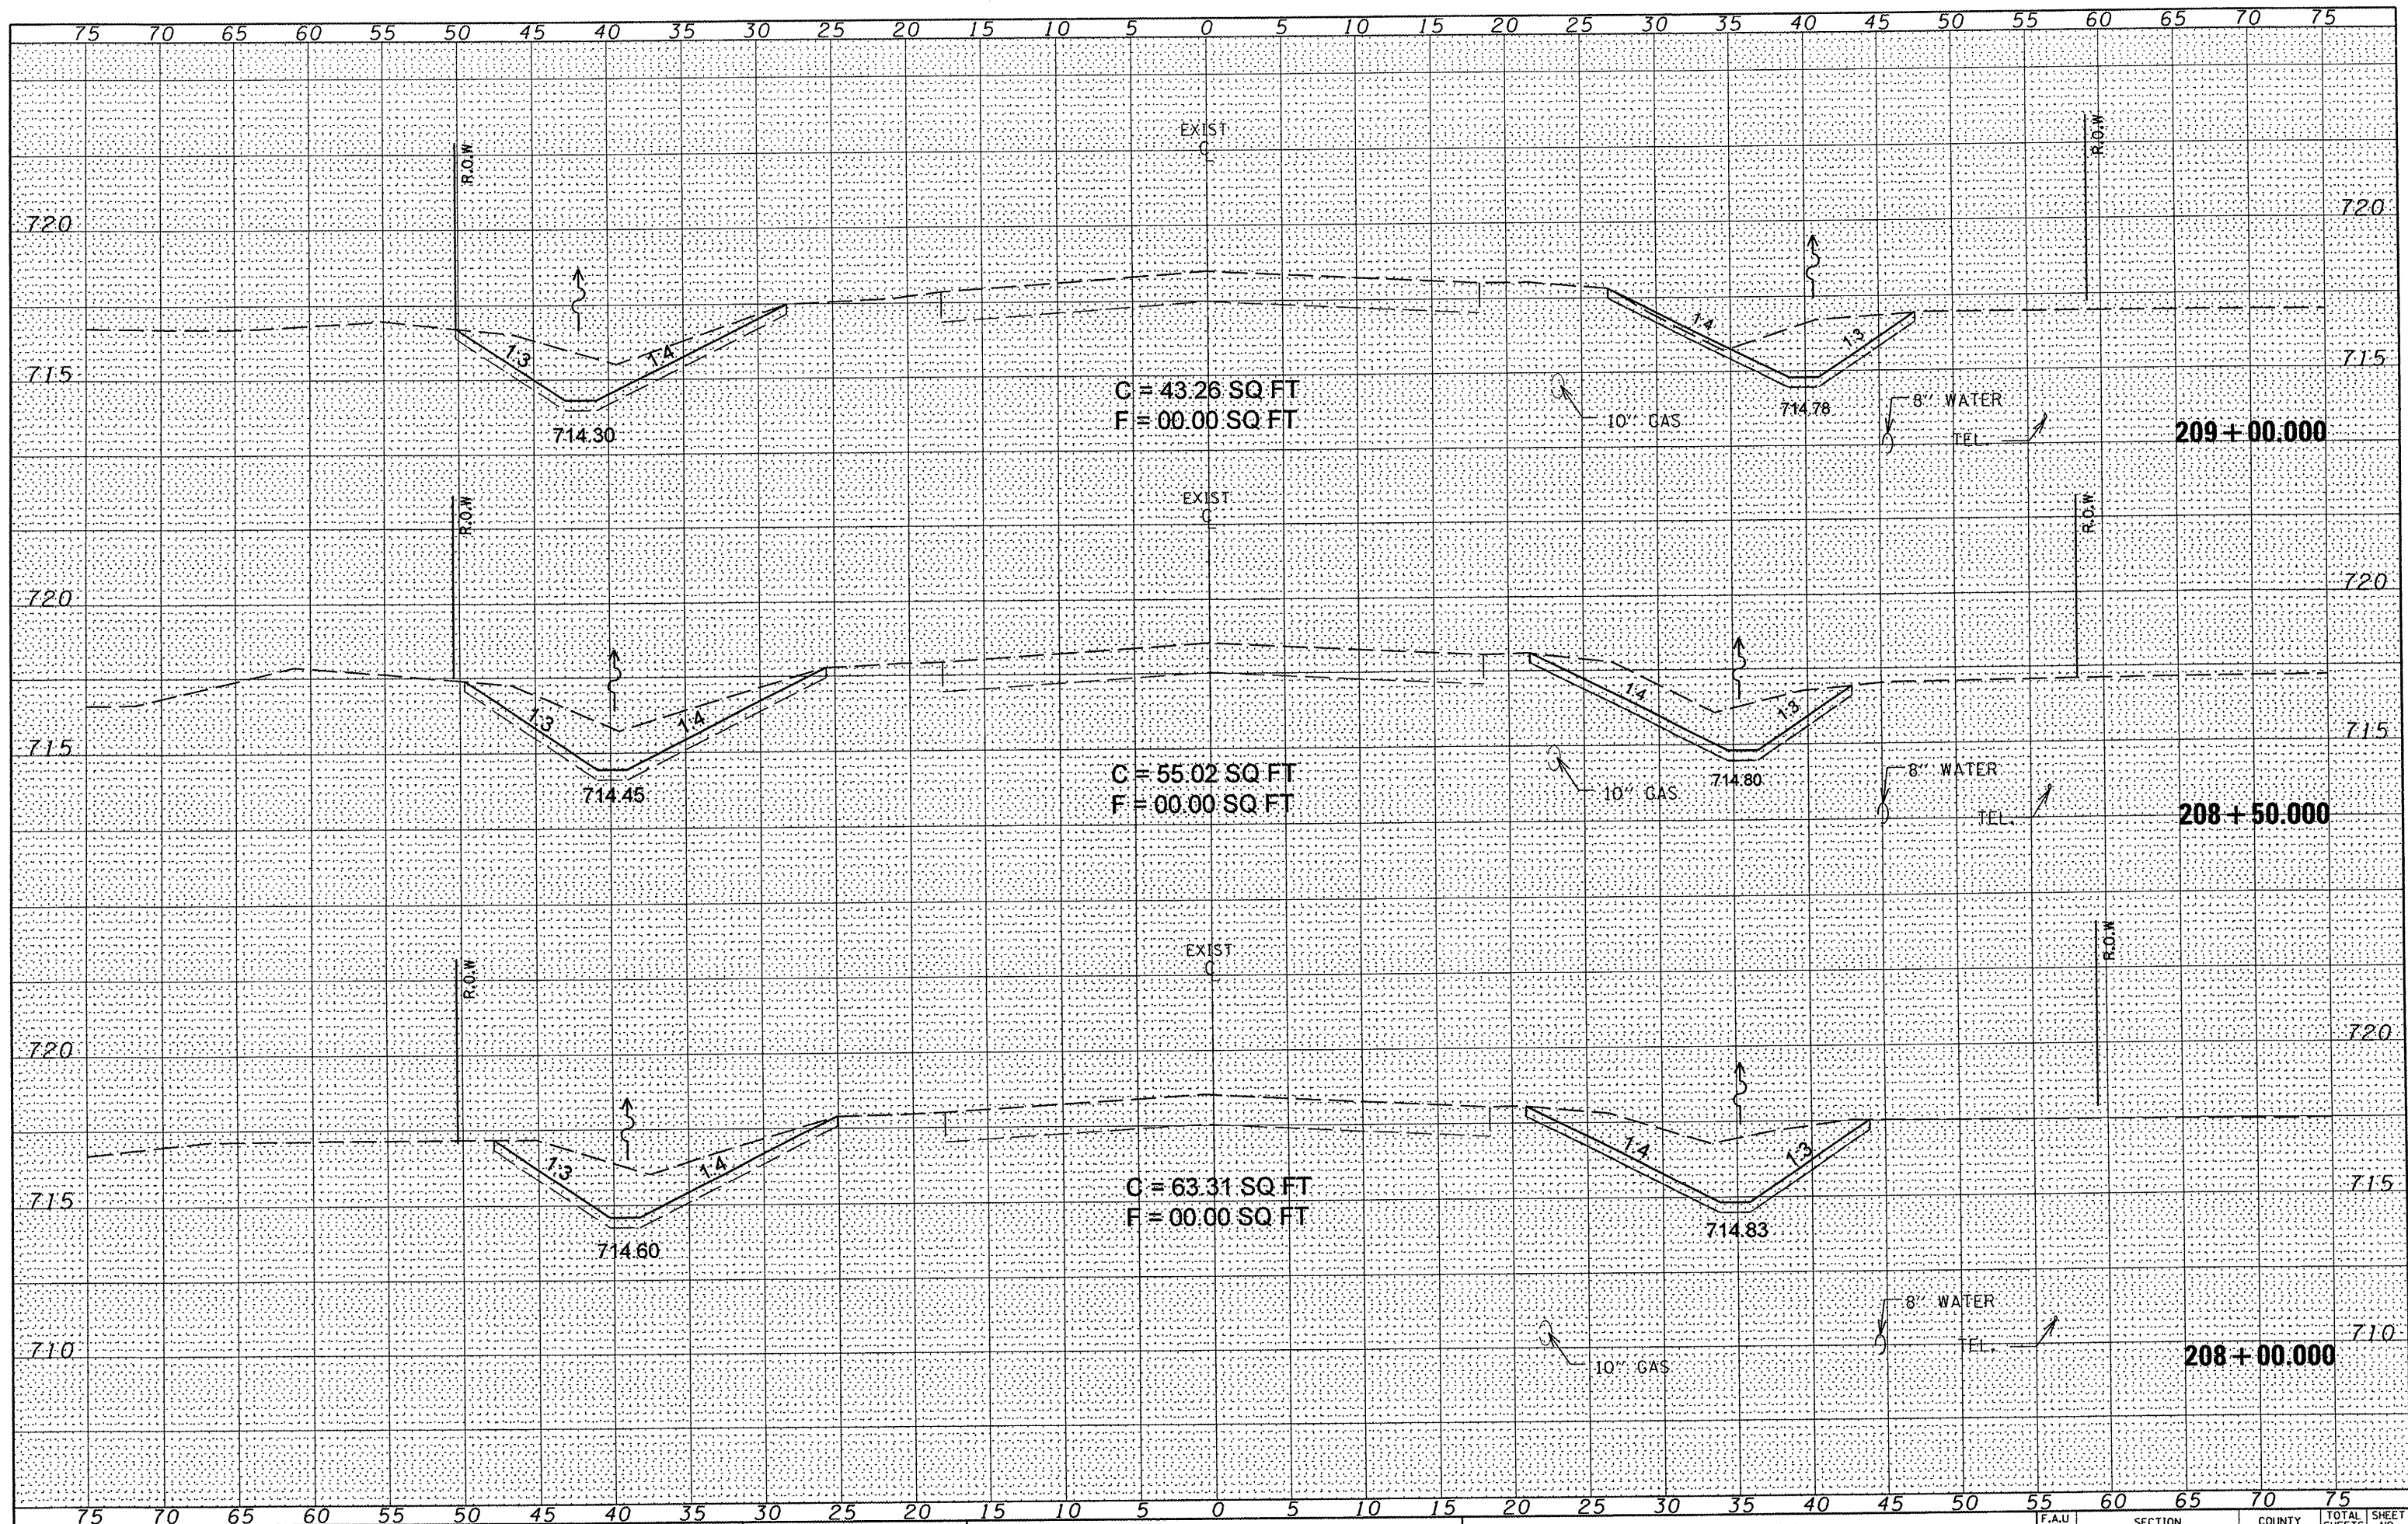 75 70 65 60 55 50 45 40 35 30 25 20 15 10 5 0 5 10 15 20 25 30 35 40 45 50 55 60 65 70 75
EXIST
C
L
R.O.W
R.O.W
720 720
1:3 1:4 1:4 1:3
715 715
C = 43.26 SQ FT
F = 00.00 SQ FT
714.30
10" GAS
714.78
8" WATER
TEL.
209 + 00.000
EXIST
C
L
R.O.W
R.O.W
720 720
1:3 1:4 1:4 1:3
715 715
C = 55.02 SQ FT
F = 00.00 SQ FT
714.45
10" GAS
714.80
8" WATER
TEL.
208 + 50.000
EXIST
C
L
R.O.W
R.O.W
720 720
1:3 1:4 1:4 1:3
715 715
C = 63.31 SQ FT
F = 00.00 SQ FT
714.60
714.83
8" WATER
710 710
10" GAS
TEL.
208 + 00.000
75 70 65 60 55 50 45 40 35 30 25 20 15 10 5 0 5 10 15 20 25 30 35 40 45 50 55 60 65 70 75
F.A.U SECTION COUNTY TOTAL SHEETS SHEET NO.